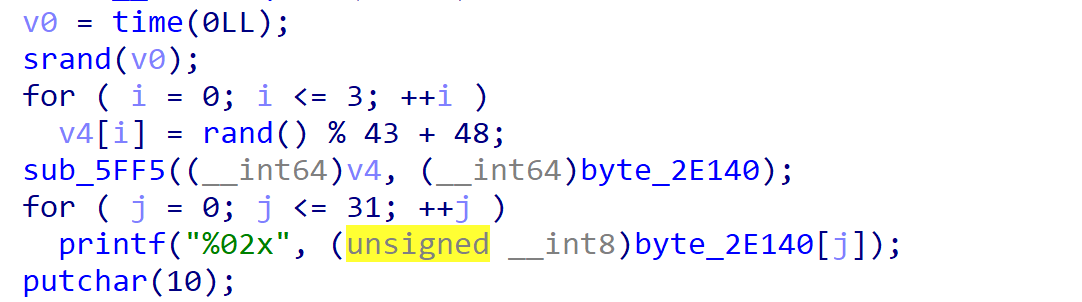 v0 = time(0LL);
srand(v0);
for ( i = 0; i <= 3; ++i )
v4[i] = rand() % 43 + 48;
sub_5FF5((__int64)v4, (__int64)byte_2E140);
for ( j = 0; j <= 31; ++j )
printf("%02x", (unsigned __int8)byte_2E140[j]);
putchar(10);